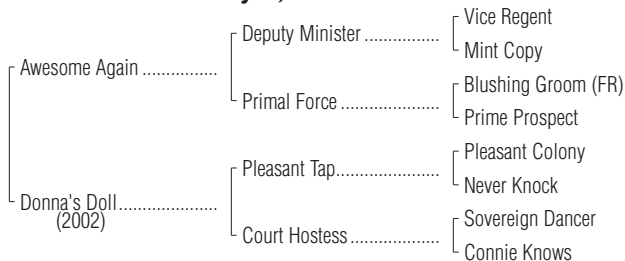 Vice Regent
Deputy Minister ................
Mint Copy
Awesome Again ................
Blushing Groom (FR)
Primal Force .....................
Prime Prospect
Pleasant Colony
Pleasant Tap......................
Never Knock
Donna's Doll.....................
(2002)
Sovereign Dancer
Court Hostess ...................
Connie Knows